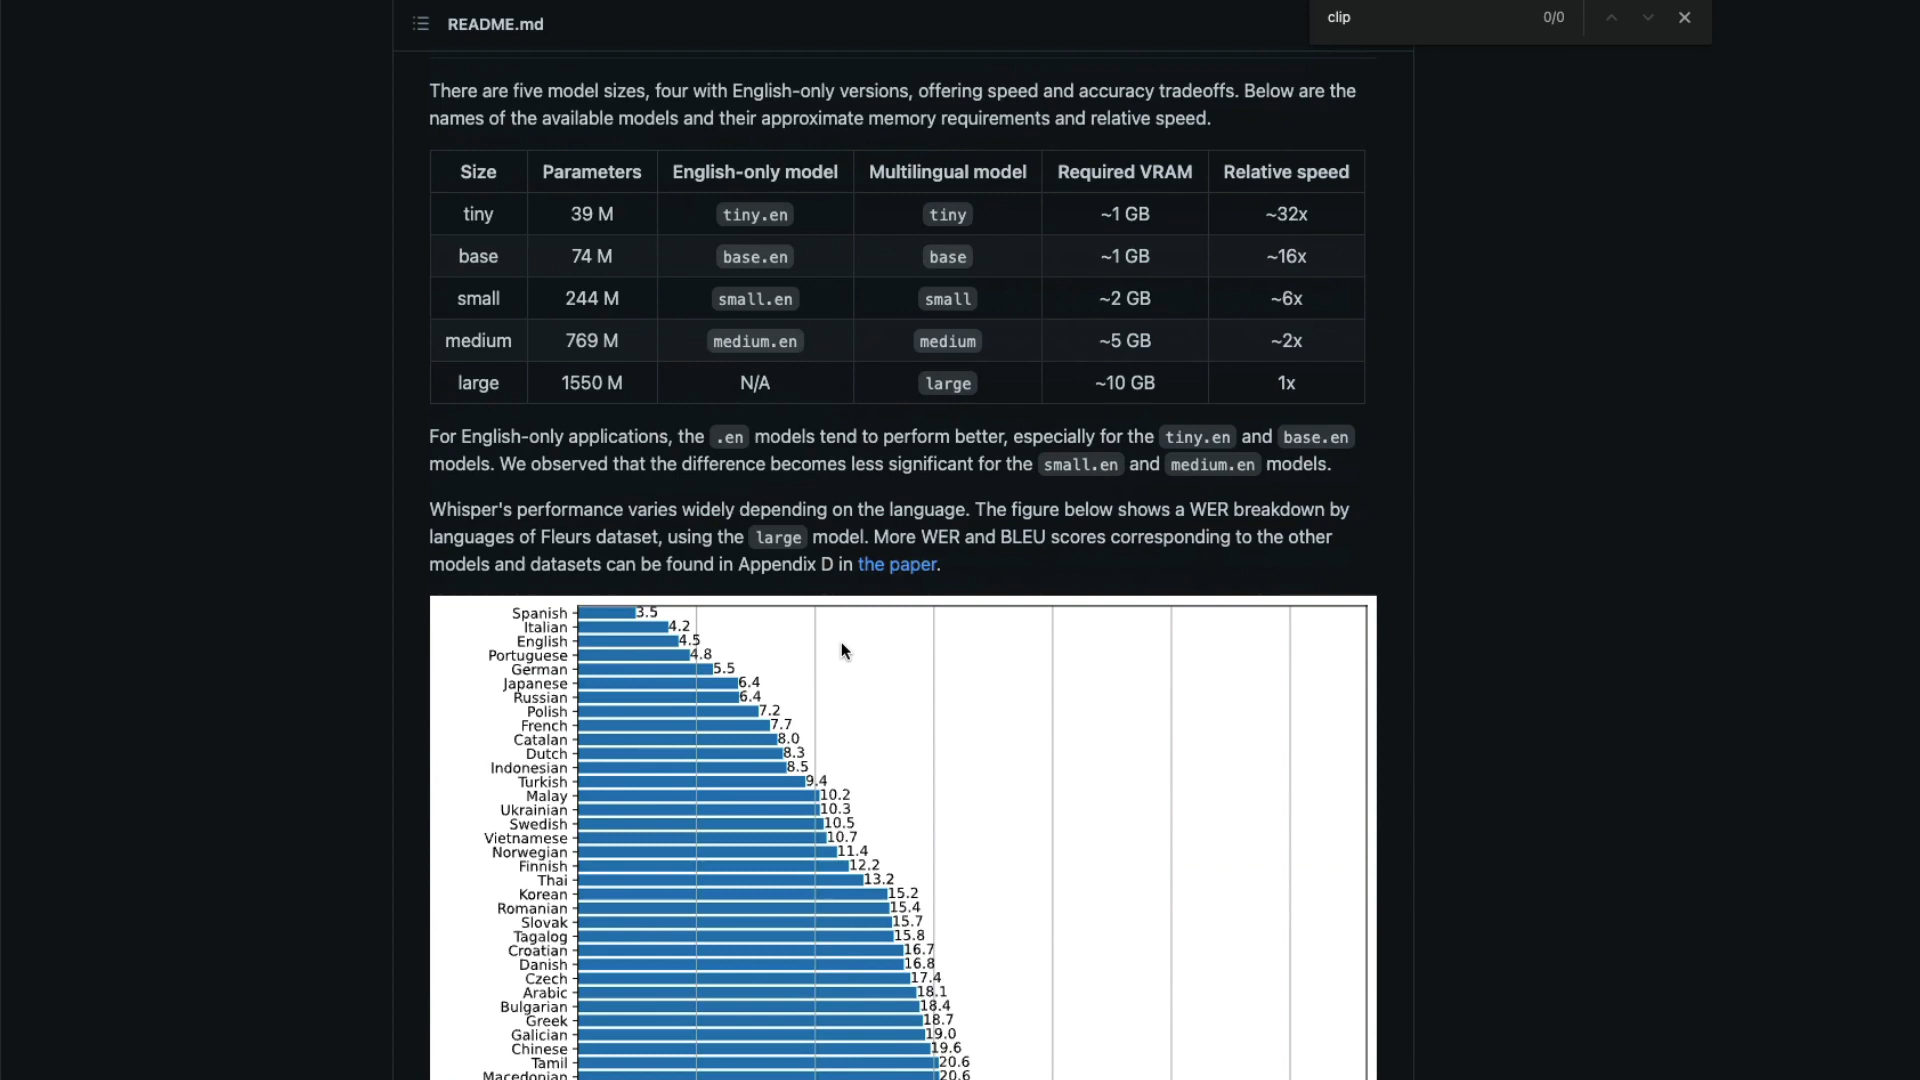 README.md
clip
0/0
There are five model sizes, four with English-only versions, offering speed and accuracy tradeoffs. Below are the
names of the available models and their approximate memory requirements and relative speed.
Size Parameters English-only model Multilingual model Required VRAM Relative speed
tiny 39 M tiny.en tiny ~1 GB ~32x
base 74 M base.en base ~1 GB ~16x
small 244 M small.en small ~2 GB ~6x
medium 769 M medium.en medium ~5 GB ~2x
large 1550 M N/A large ~10 GB 1x
For English-only applications, the .en models tend to perform better, especially for the tiny.en and base.en
models. We observed that the difference becomes less significant for the small.en and medium.en models.
Whisper's performance varies widely depending on the language. The figure below shows a WER breakdown by
languages of Fleurs dataset, using the large model. More WER and BLEU scores corresponding to the other
models and datasets can be found in Appendix D in the paper.
Spanish 3.5
Italian 4.2
English 4.5
Portuguese 4.8
German 5.5
Japanese 6.4
Russian 6.4
Polish 7.2
French 7.7
Catalan 8.0
Dutch 8.3
Indonesian 8.5
Turkish 9.4
Malay 10.2
Ukrainian 10.3
Swedish 10.5
Vietnamese 10.7
Norwegian 11.4
Finnish 12.2
Thai 13.2
Korean 15.2
Romanian 15.4
Slovak 15.7
Tagalog 15.8
Croatian 16.7
Danish 16.8
Czech 17.4
Arabic 18.1
Bulgarian 18.4
Greek 18.7
Galician 19.0
Chinese 19.6
Tamil 20.6
Macedonian 20.6